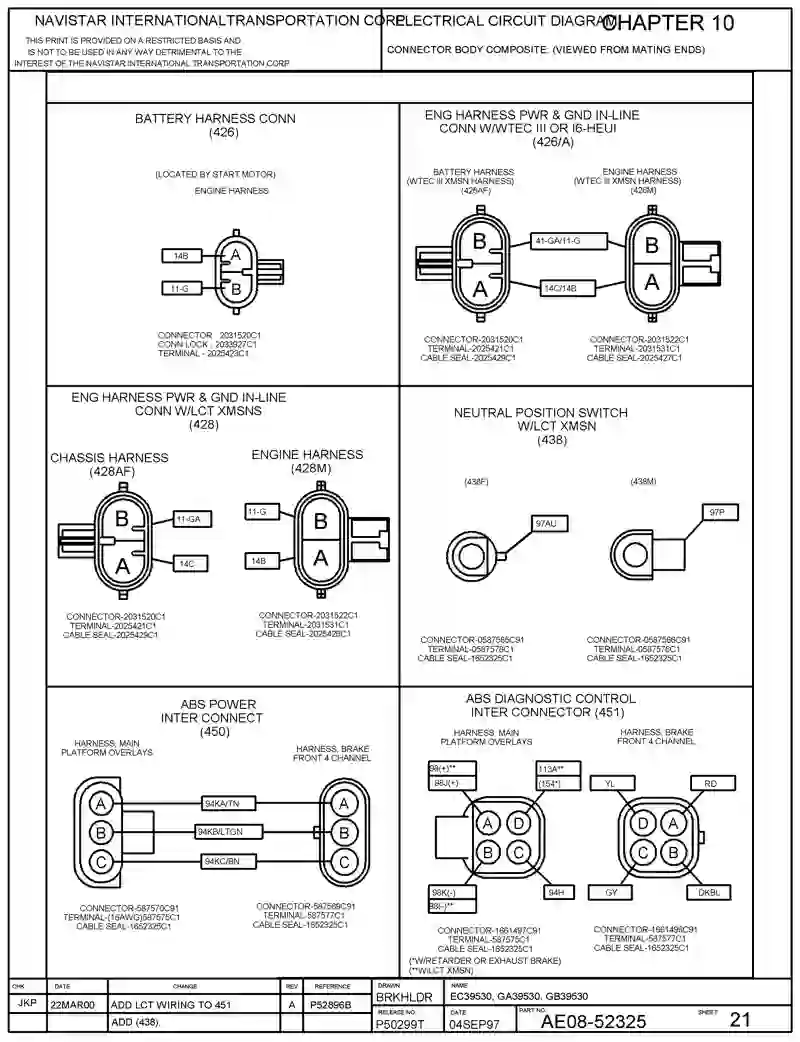 NAVISTAR INTERNATIONALTRANSPORTATION CORP.
ELECTRICAL CIRCUIT DIAGRAM
CHAPTER 10
THIS PRINT IS PROVIDED ON A RESTRICTED BASIS AND
IS NOT TO BE USED IN ANY WAY DETRIMENTAL TO THE
INTEREST OF THE NAVISTAR INTERNATIONAL TRANSPORTATION CORP
CONNECTOR BODY COMPOSITE: (VIEWED FROM MATING ENDS)
BATTERY HARNESS CONN
(426)
(LOCATED BY START MOTOR)
ENGINE HARNESS
14B
A
11-G
B
CONNECTOR 2031520C1
CONN LOCK : 2033927C1
TERMINAL - 2025423C1
ENG HARNESS PWR & GND IN-LINE
CONN W/WTEC III OR I6-HEUI
(426/A)
BATTERY HARNESS
(WTEC III XMSN HARNESS)
(426AF)
ENGINE HARNESS
(WTEC III XMSN HARNESS)
(426M)
B
41-GA/11-G
B
A
14C/14B
A
CONNECTOR-2031520C1
TERMINAL-2025421C1
CABLE SEAL-2025429C1
CONNECTOR-2031522C1
TERMINAL-2031531C1
CABLE SEAL-2025427C1
ENG HARNESS PWR & GND IN-LINE
CONN W/LCT XMSNS
(428)
CHASSIS HARNESS
(428AF)
ENGINE HARNESS
(428M)
B
11-GA
A
14C
11-G
B
14B
A
CONNECTOR-2031520C1
TERMINAL-2025421C1
CABLE SEAL-2025429C1
CONNECTOR-2031522C1
TERMINAL-2031531C1
CABLE SEAL-2025428C1
NEUTRAL POSITION SWITCH
W/LCT XMSN
(438)
(438F)
(438M)
97AU
97P
CONNECTOR-0587565C91
TERMINAL-0587578C1
CABLE SEAL-1652325C1
CONNECTOR-0587566C91
TERMINAL-0587576C1
CABLE SEAL-1652325C1
ABS POWER
INTER CONNECT
(450)
HARNESS, MAIN
PLATFORM OVERLAYS
HARNESS, BRAKE
FRONT 4 CHANNEL
A
94KA/TN
A
B
94KB/LTGN
B
C
94KC/BN
C
CONNECTOR-587570C91
TERMINAL-(16AWG)587575C1
CABLE SEAL-1652325C1
CONNECTOR-587569C91
TERMINAL-587577C1
CABLE SEAL-1652325C1
ABS DIAGNOSTIC CONTROL
INTER CONNECTOR (451)
HARNESS, MAIN
PLATFORM OVERLAYS
HARNESS, BRAKE
FRONT 4 CHANNEL
98(+)**
98J(+)
113A**
(154*)
YL
RD
A D
B C
D A
C B
98K(-)
98(-)**
94H
GY
DKBL
CONNECTOR-1661497C91
TERMINAL-587575C1
CABLE SEAL-1652325C1
(*W/RETARDER OR EXHAUST BRAKE)
(**W/LCT XMSN)
CONNECTOR-1661496C91
TERMINAL-587577C1
CABLE SEAL-1652325C1
CHK DATE CHANGE REV REFERENCE
JKP 22MAR00 ADD LCT WIRING TO 451 A P52896B
ADD (438).
DRAWN
BRKHLDR
NAME
EC39530, GA39530, GB39530
RELEASE NO.
P50299T
DATE
04SEP97
PART NO.
AE08-52325
SHEET 21